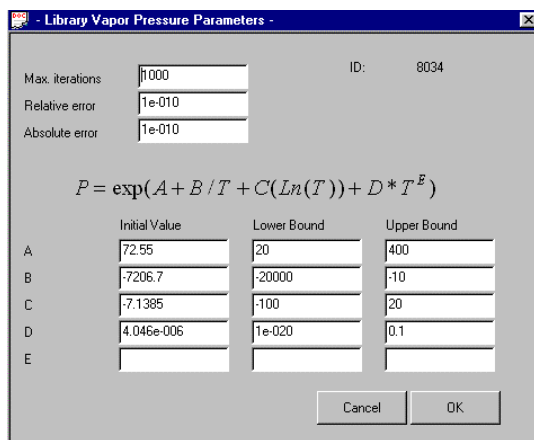 DOC - Library Vapor Pressure Parameters -
Max. iterations 1000 ID: 8034
Relative error 1e-010
Absolute error 1e-010
P = exp(A + B / T + C(Ln(T)) + D * T^E)
Initial Value Lower Bound Upper Bound
A 72.55 20 400
B -7206.7 -20000 -10
C -7.1385 -100 20
D 4.046e-006 1e-020 0.1
E
Cancel OK